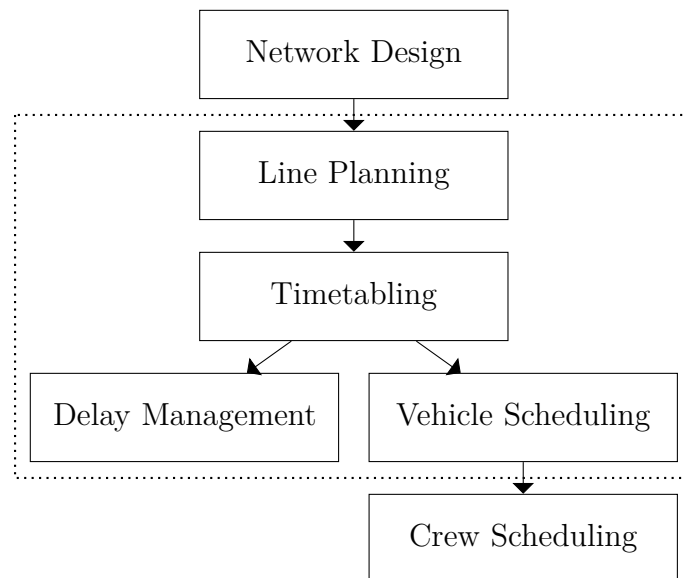 Network Design
Line Planning
Timetabling
Delay Management
Vehicle Scheduling
Crew Scheduling